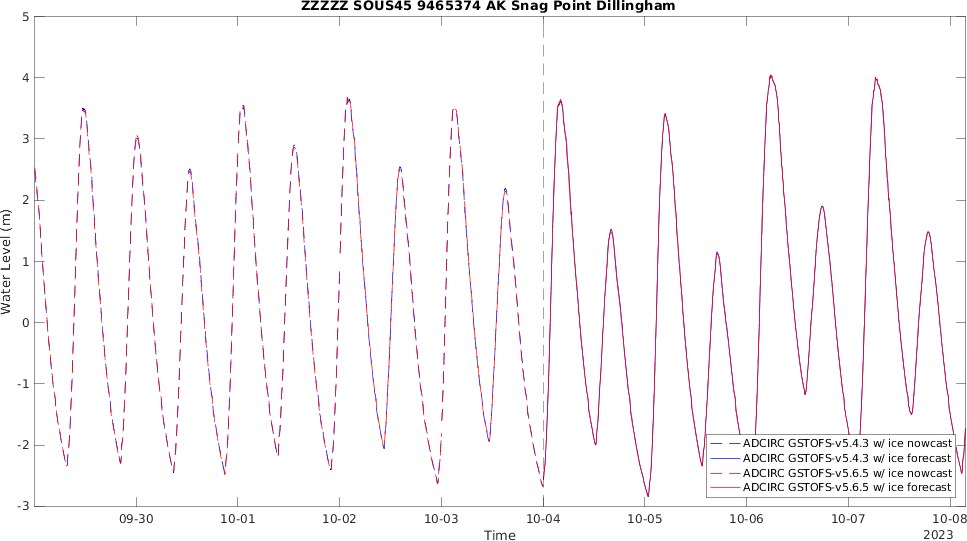 ZZZZZ SOUS45 9465374 AK Snag Point Dillingham
5
4
3
2
1
0
-1
-2
-3
Water Level (m)
ADCIRC GSTOFS-v5.4.3 w/ ice nowcast
ADCIRC GSTOFS-v5.4.3 w/ ice forecast
ADCIRC GSTOFS-v5.6.5 w/ ice nowcast
ADCIRC GSTOFS-v5.6.5 w/ ice forecast
09-30 10-01 10-02 10-03 10-04 10-05 10-06 10-07 10-08
2023
Time